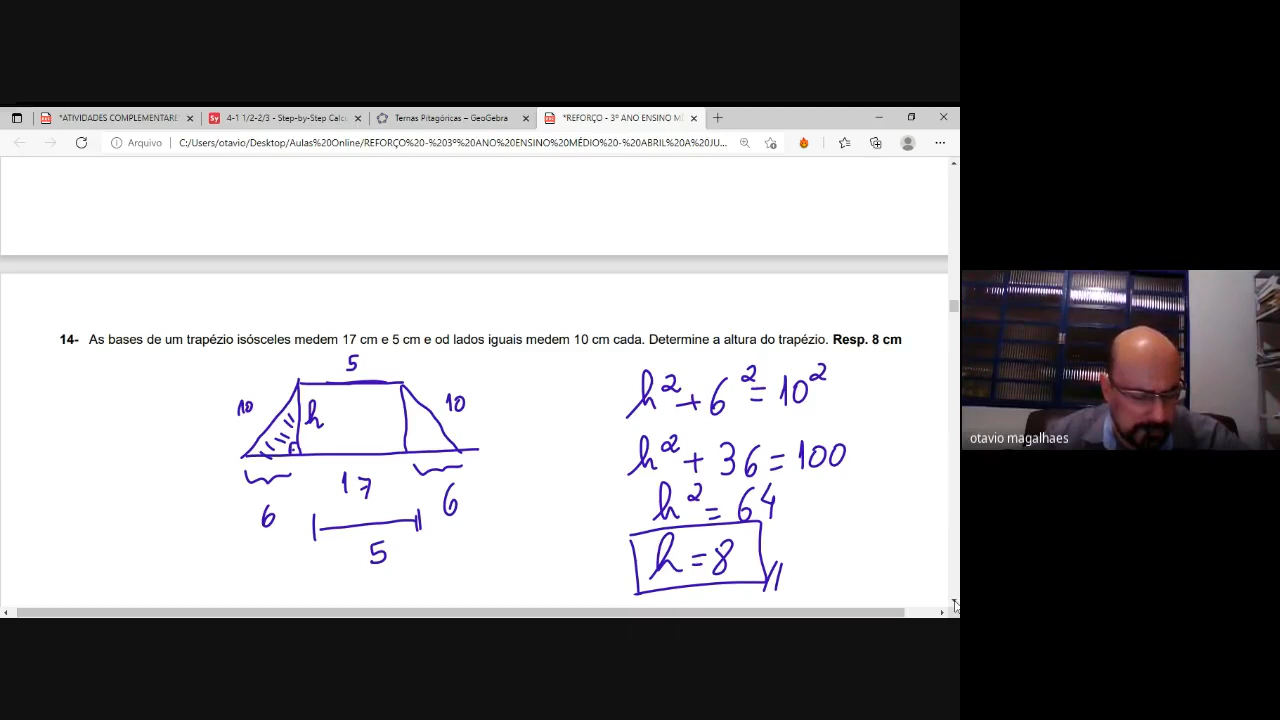 *ATIVIDADES COMPLEMENTARE
4-1 1/2-2/3 - Step-by-Step Calcu
Ternas Pitagóricas – GeoGebra
*REFORÇO - 3º ANO ENSINO MÉ
Arquivo
C:/Users/otavio/Desktop/Aulas%20Online/REFORÇO%20-%203º%20ANO%20ENSINO%20MÉDIO%20-%20ABRIL%20A%20JU...
14- As bases de um trapézio isósceles medem 17 cm e 5 cm e od lados iguais medem 10 cm cada. Determine a altura do trapézio. Resp. 8 cm
5
10 h 10
17
6 6
5
h² + 6² = 10²
h² + 36 = 100
h² = 64
h = 8
otavio magalhaes